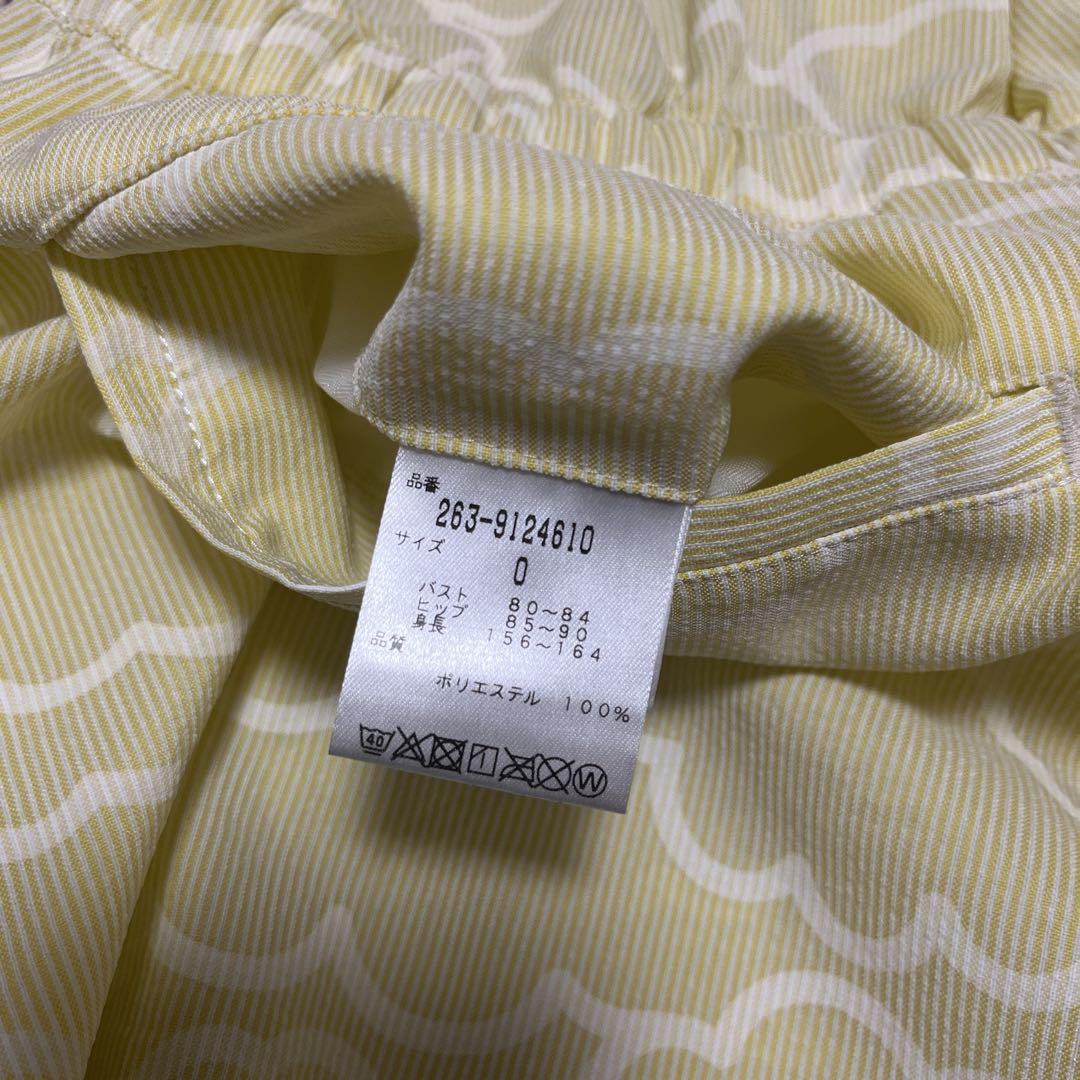 品番
263-9124610
サイズ
0
バスト 80~84
ヒップ 85~90
身長 156~164
品質
ポリエステル 100%
40
W